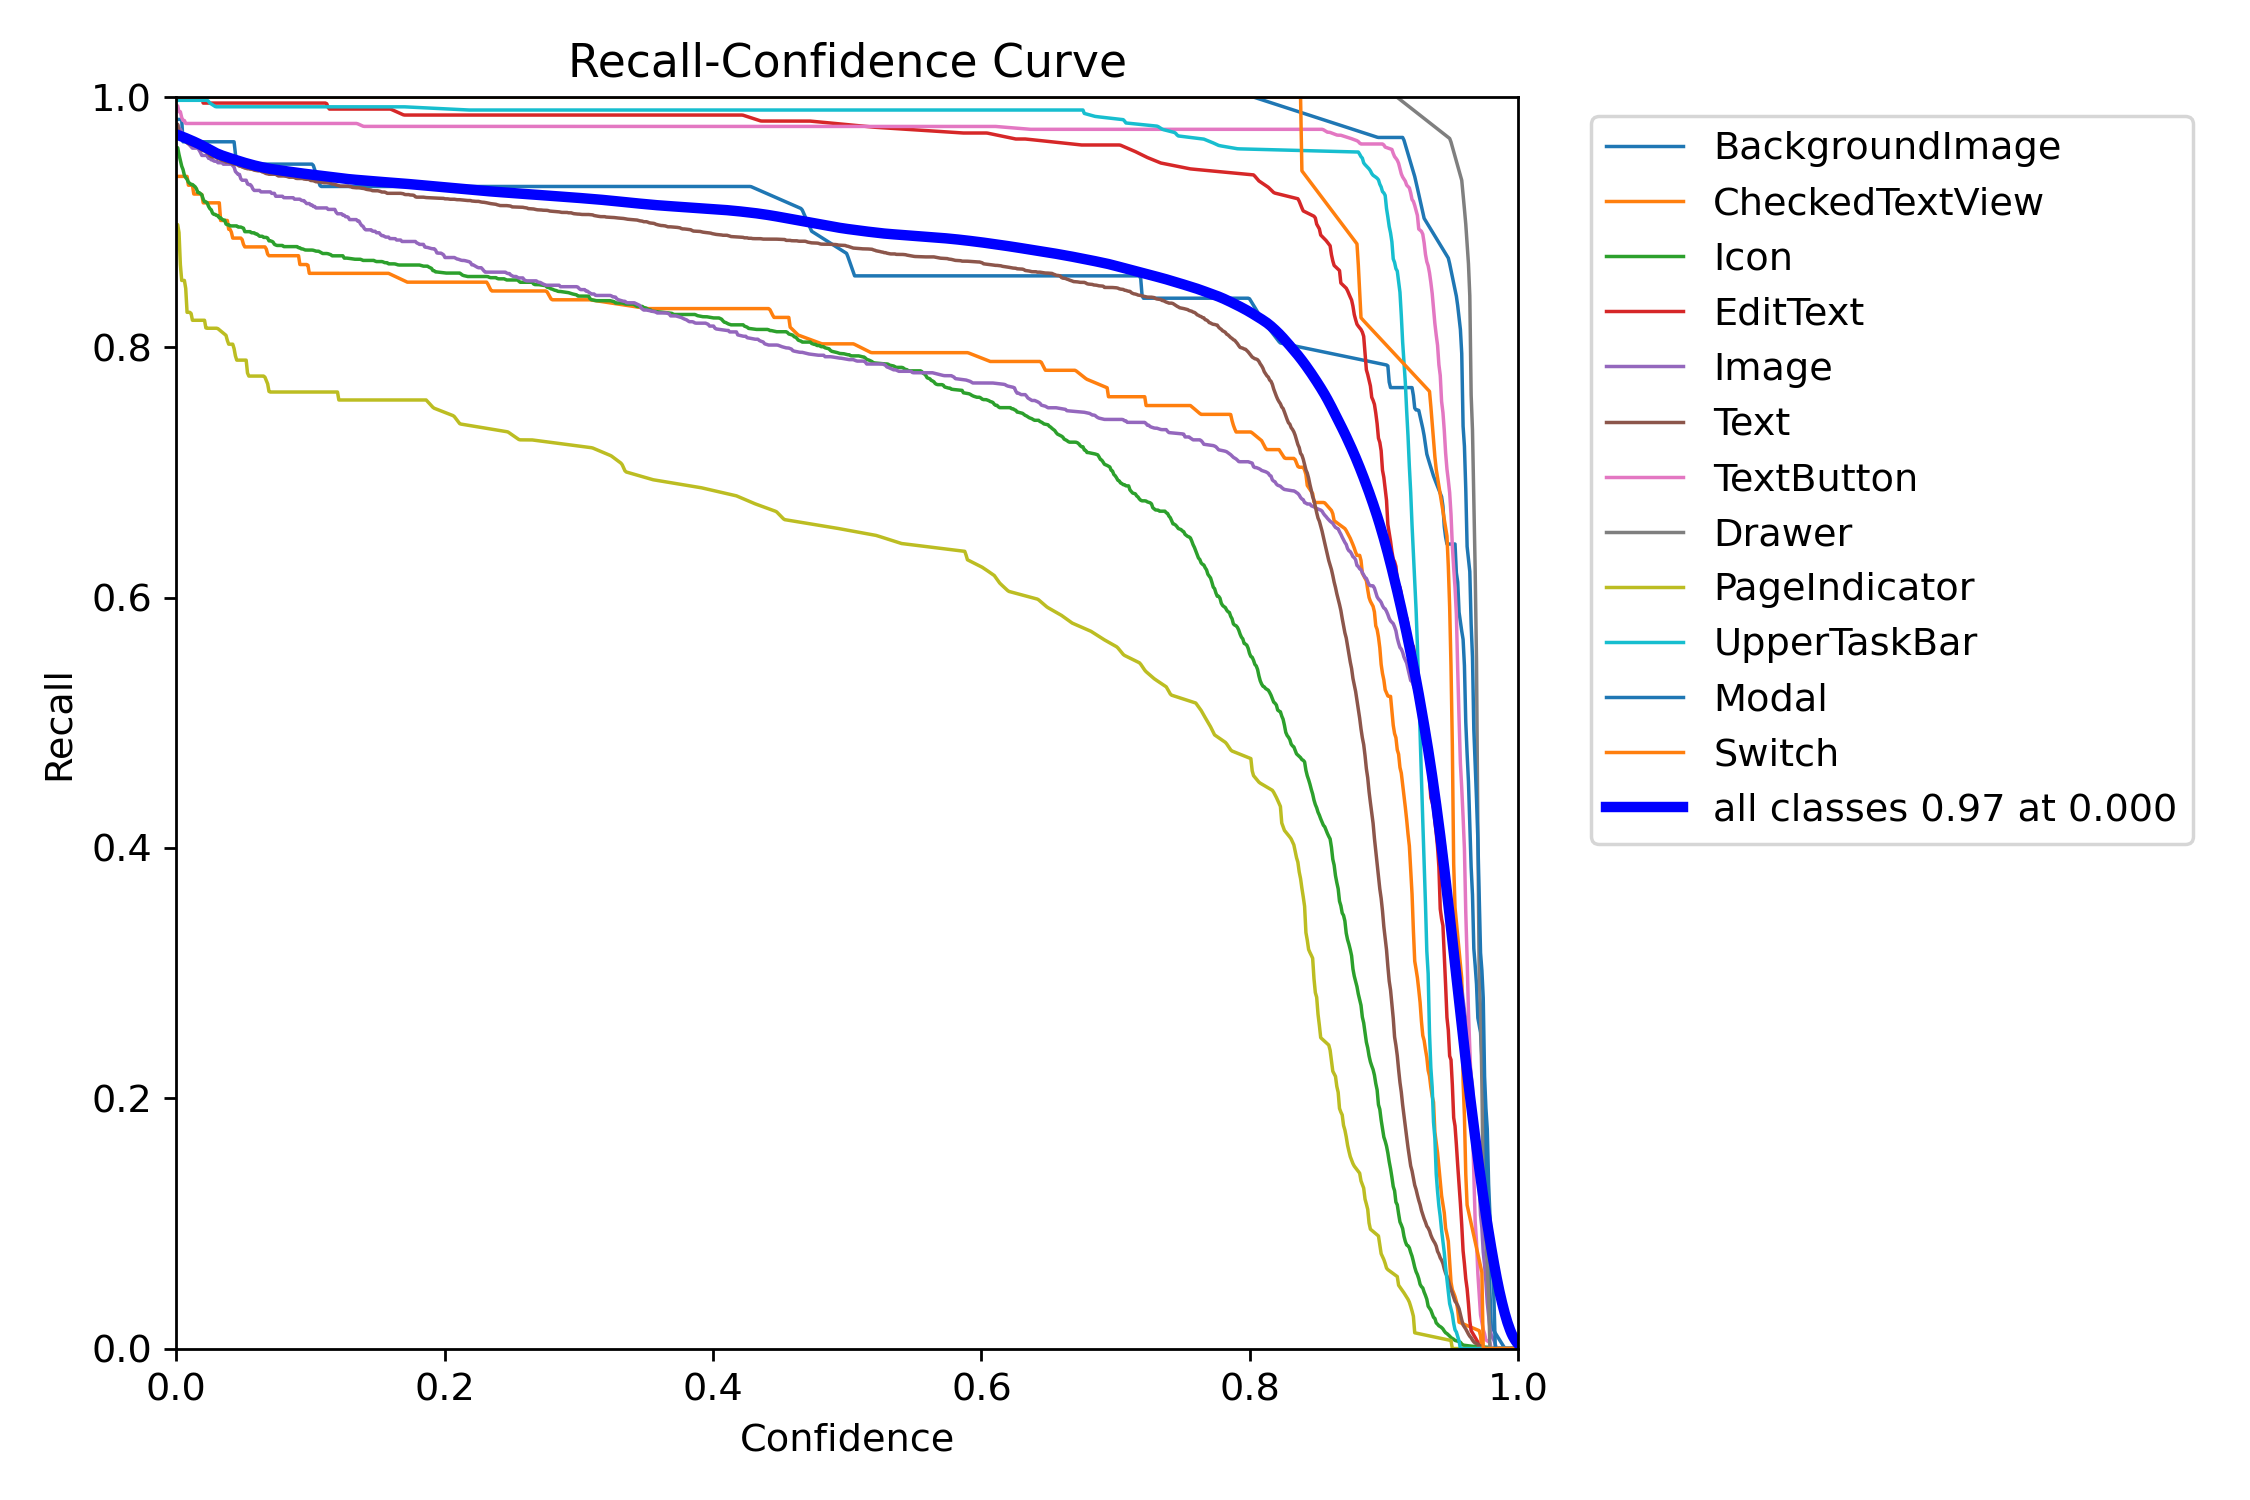 Recall-Confidence Curve
1.0
0.8
0.6
0.4
0.2
0.0
Recall
0.0 0.2 0.4 0.6 0.8 1.0
Confidence
BackgroundImage
CheckedTextView
Icon
EditText
Image
Text
TextButton
Drawer
PageIndicator
UpperTaskBar
Modal
Switch
all classes 0.97 at 0.000